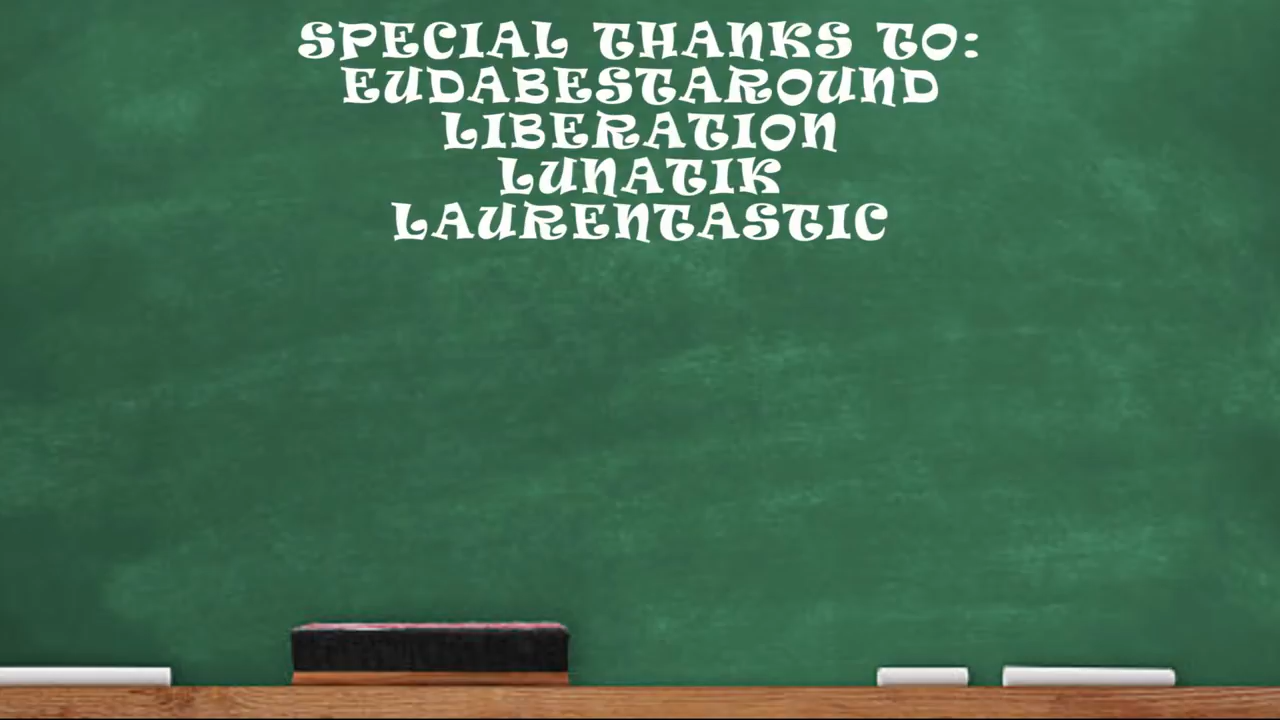 SPECIAL THANKS TO:
EUDABESTAROUND
LIBERATION
LUNATIK
LAURENTASTIC